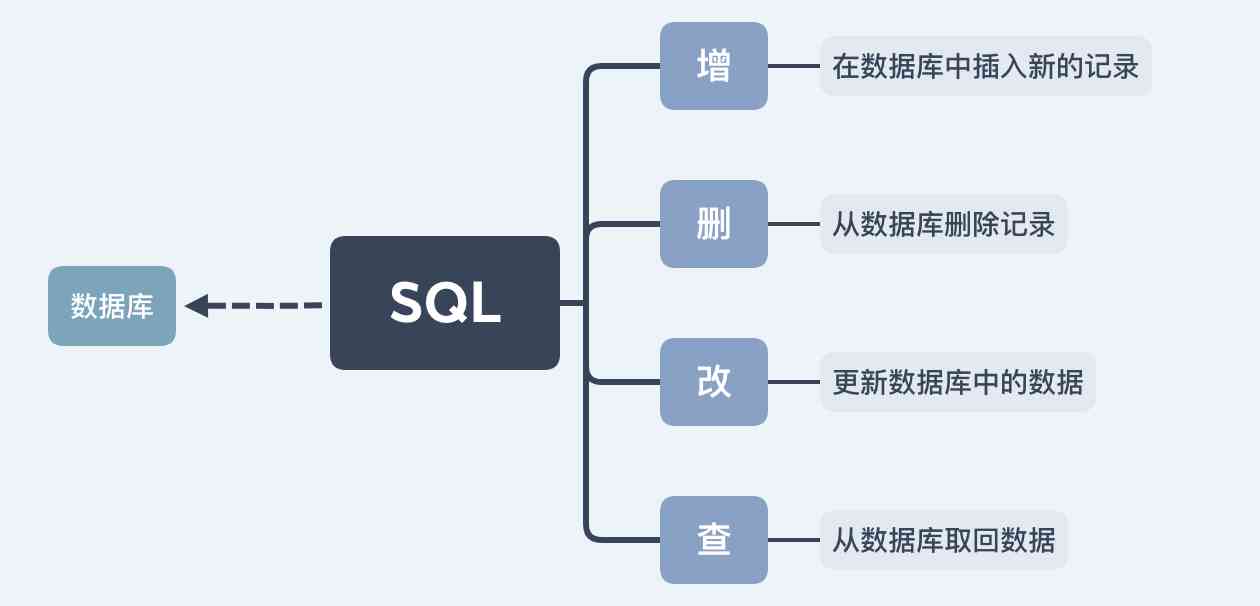 数据库
SQL
增
在数据库中插入新的记录
删
从数据库删除记录
改
更新数据库中的数据
查
从数据库取回数据